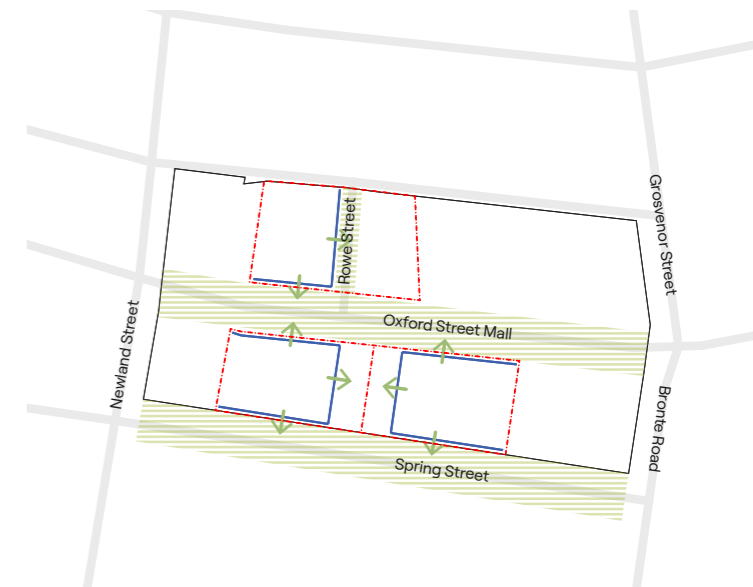 Grosvenor Street
Rowe Street
Oxford Street Mall
Newland Street
Bronte Road
Spring Street